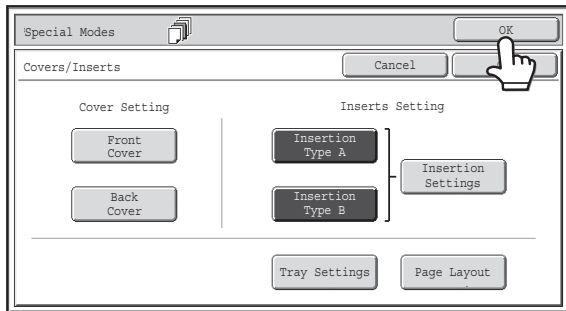 Special Modes
OK
Covers/Inserts
Cancel
Cover Setting
Inserts Setting
Front
Cover
Insertion
Type A
Insertion
Settings
Back
Cover
Insertion
Type B
Tray Settings
Page Layout